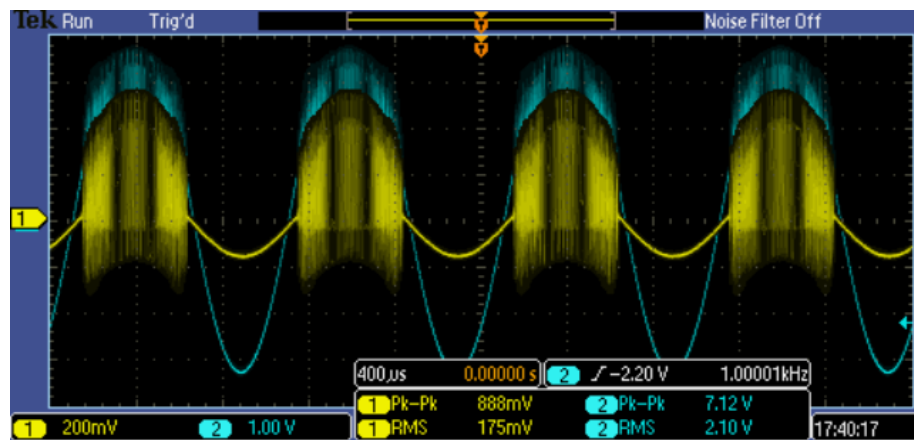 Tek Run Trig'd Noise Filter Off
1
400µs 0.00000 s 2 ∫ −2.20 V 1.00001kHz
1 Pk−Pk 888mV 2 Pk−Pk 7.12 V
1 200mV 2 1.00 V 1 RMS 175mV 2 RMS 2.10 V 17:40:17